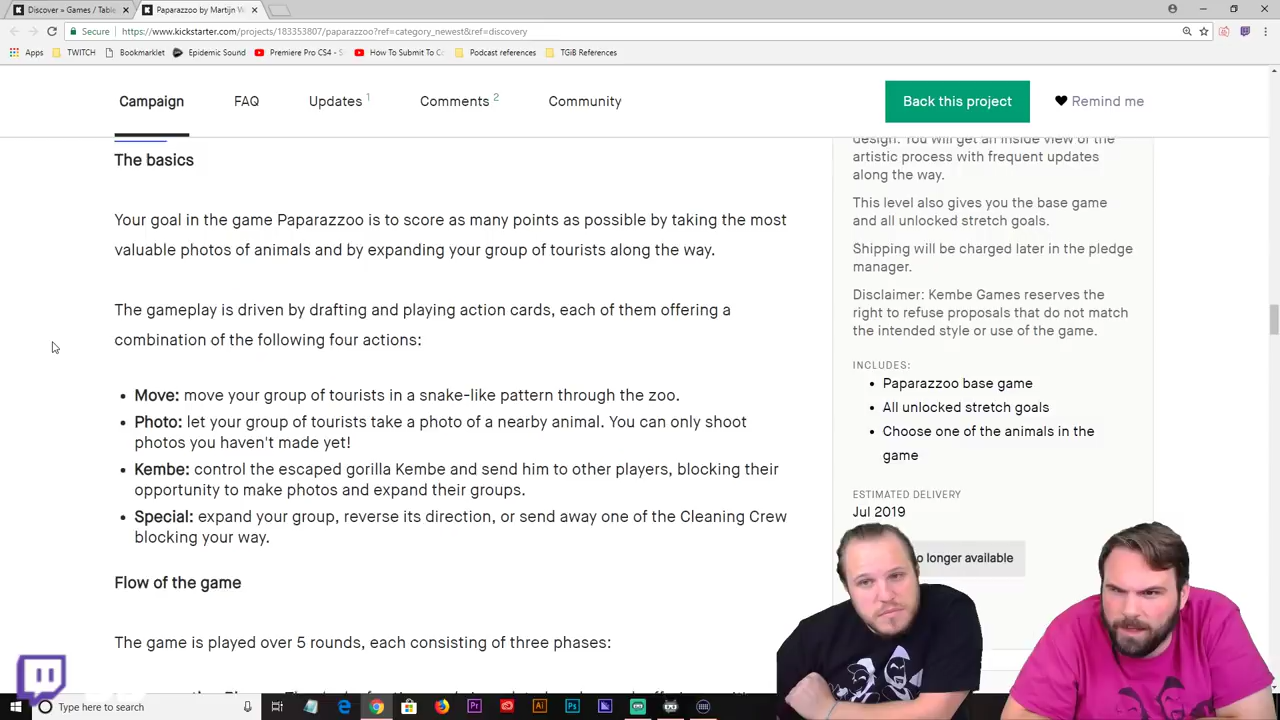 Discover » Games / Table
Paparazzoo by Martijn W
Secure
https://www.kickstarter.com/projects/183353807/paparazzoo?ref=category_newest&ref=discovery
Apps
TWITCH
Bookmarklet
Epidemic Sound
Premiere Pro CS4 - S
How To Submit To C
Podcast references
TGiB References
Campaign
FAQ
Updates 1
Comments 2
Community
Back this project
Remind me
The basics
Your goal in the game Paparazzoo is to score as many points as possible by taking the most
valuable photos of animals and by expanding your group of tourists along the way.
The gameplay is driven by drafting and playing action cards, each of them offering a
combination of the following four actions:
Move: move your group of tourists in a snake-like pattern through the zoo.
Photo: let your group of tourists take a photo of a nearby animal. You can only shoot
photos you haven't made yet!
Kembe: control the escaped gorilla Kembe and send him to other players, blocking their
opportunity to make photos and expand their groups.
Special: expand your group, reverse its direction, or send away one of the Cleaning Crew
blocking your way.
Flow of the game
The game is played over 5 rounds, each consisting of three phases:
design. You will get an inside view of the
artistic process with frequent updates
along the way.
This level also gives you the base game
and all unlocked stretch goals.
Shipping will be charged later in the pledge
manager.
Disclaimer: Kembe Games reserves the
right to refuse proposals that do not match
the intended style or use of the game.
INCLUDES:
Paparazzoo base game
All unlocked stretch goals
Choose one of the animals in the
game
ESTIMATED DELIVERY
Jul 2019
o longer available
Type here to search